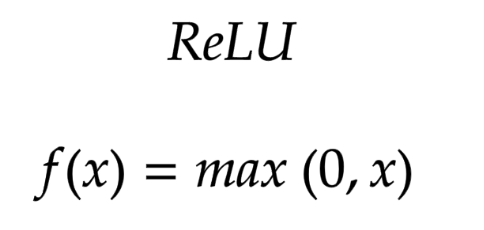 ReLU
f(x) = max (0, x)